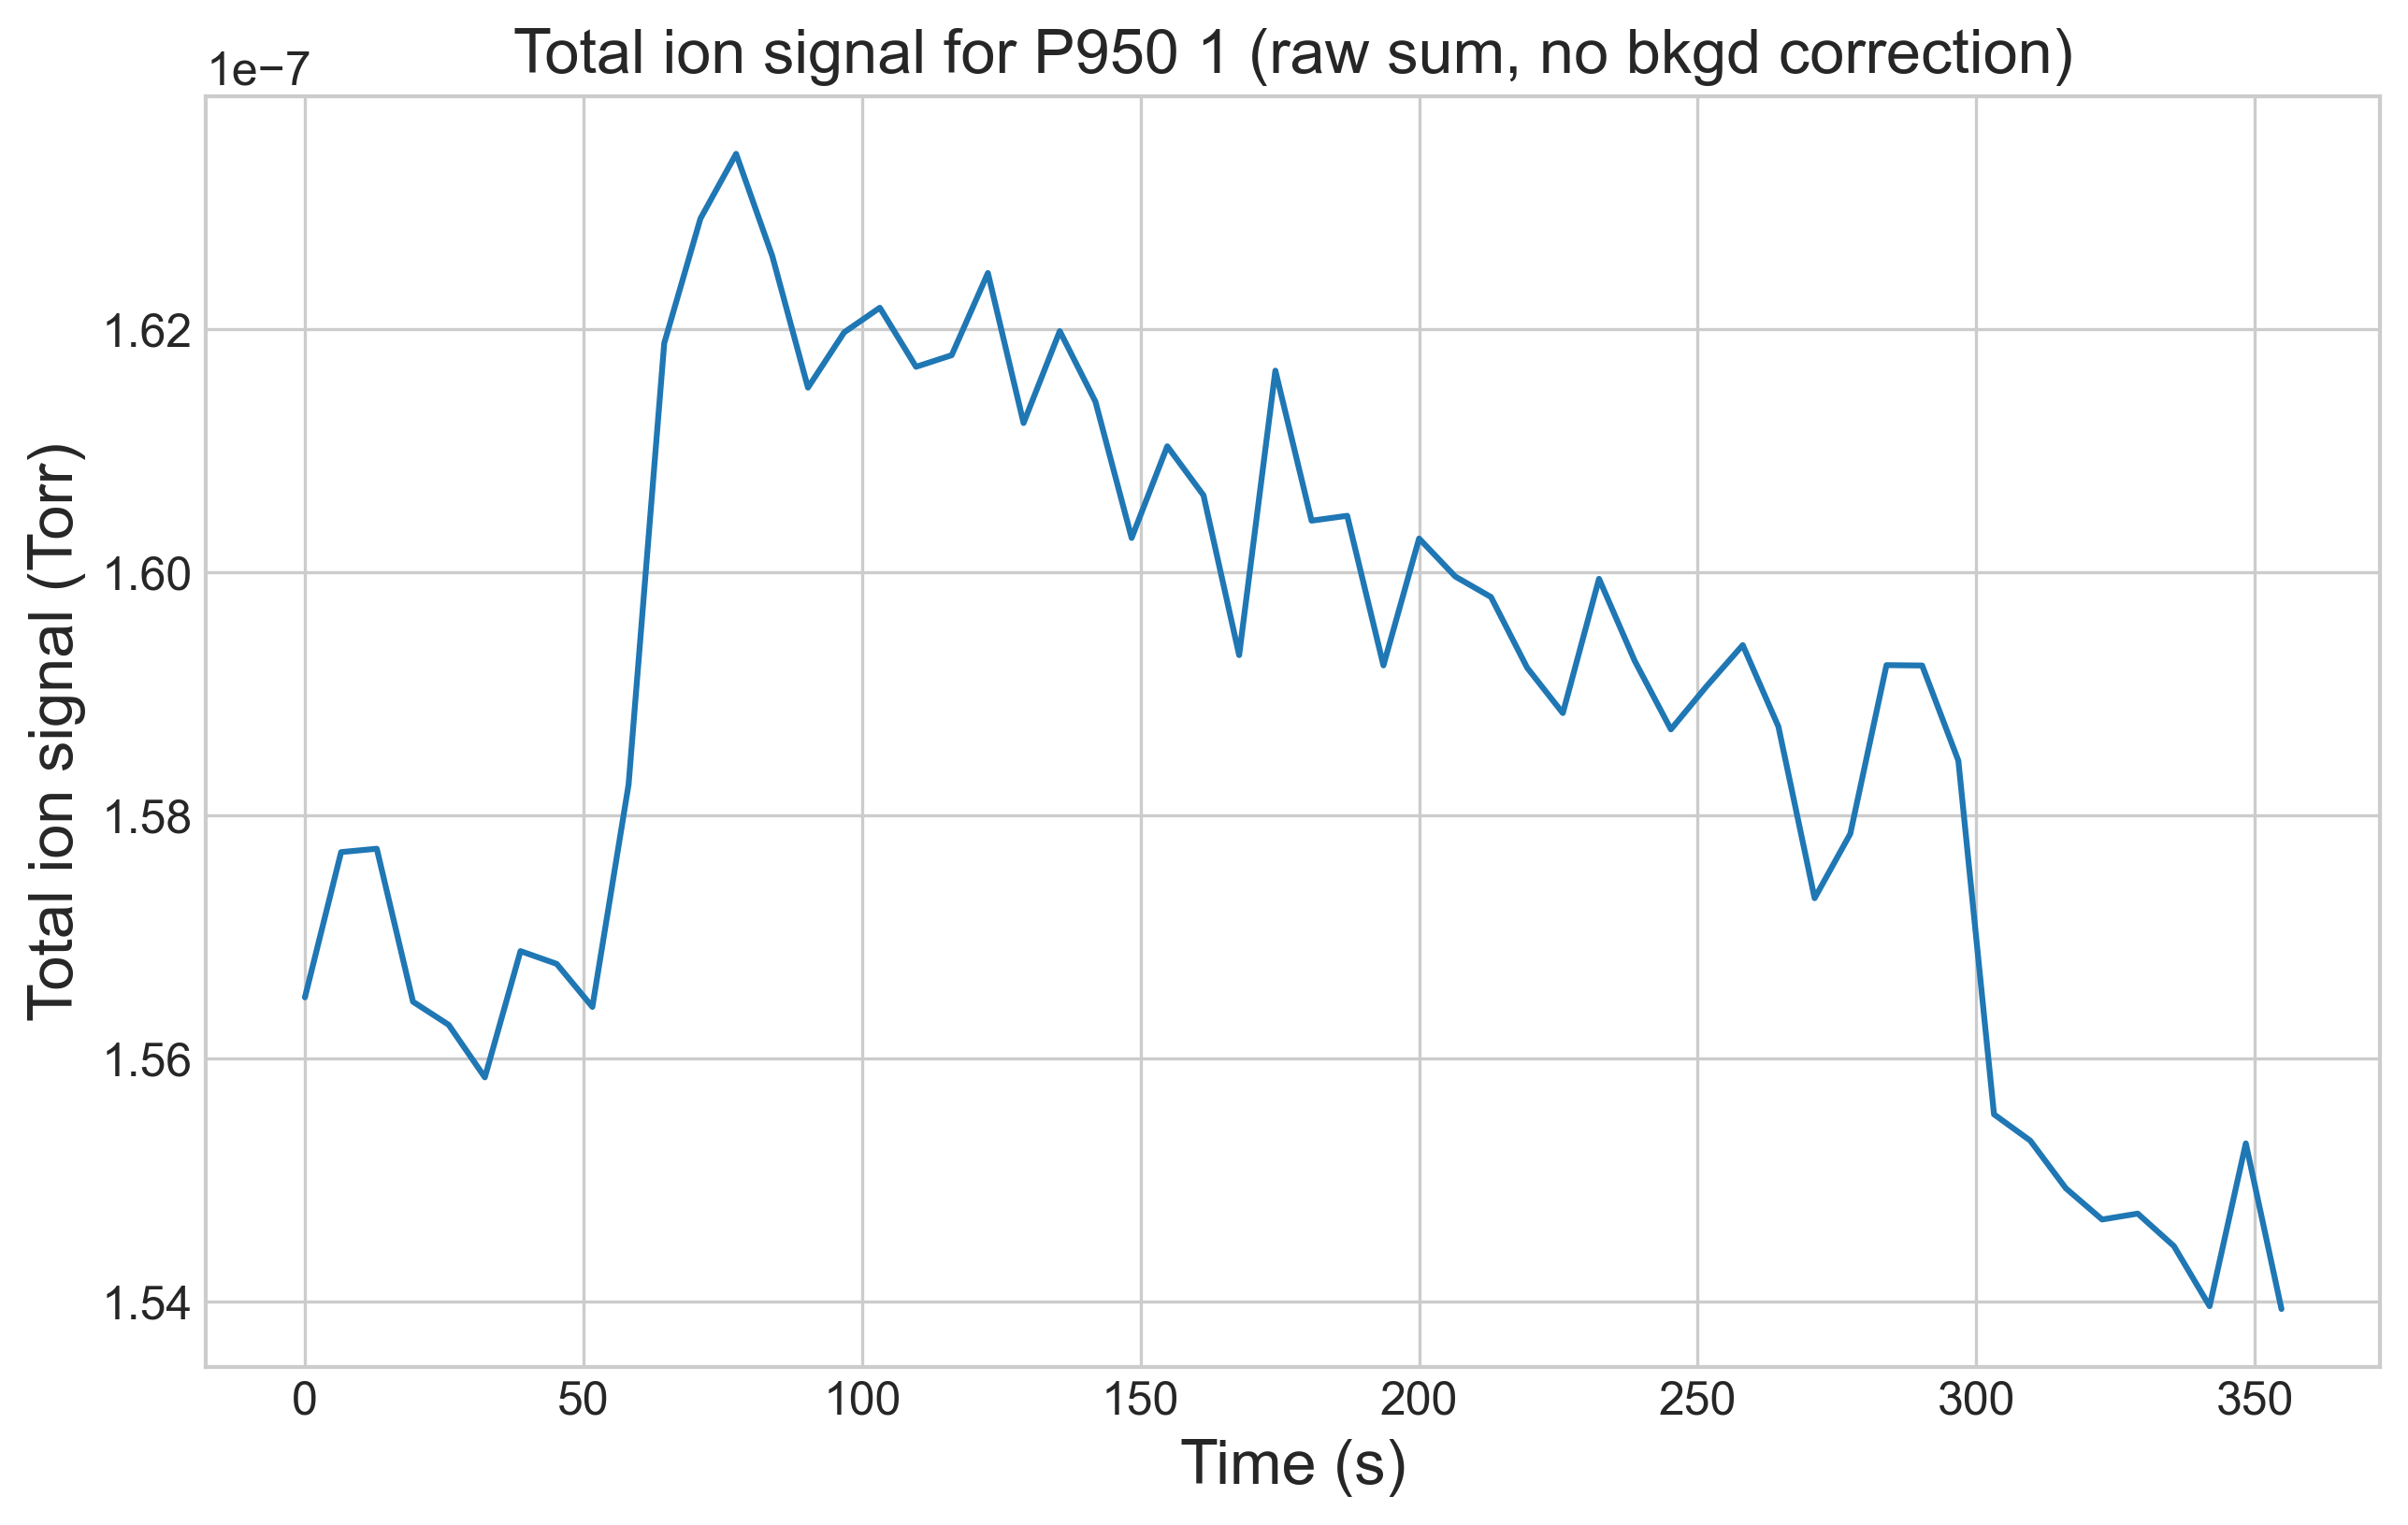 Total ion signal for P950 1 (raw sum, no bkgd correction)
1e−7
Total ion signal (Torr)
1.62
1.60
1.58
1.56
1.54
0 50 100 150 200 250 300 350
Time (s)